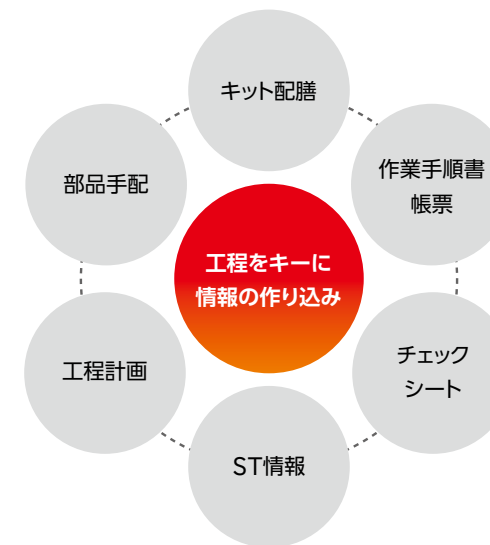 キット配膳
作業手順書
帳票
部品手配
工程をキーに
情報の作り込み
チェック
シート
工程計画
ST情報